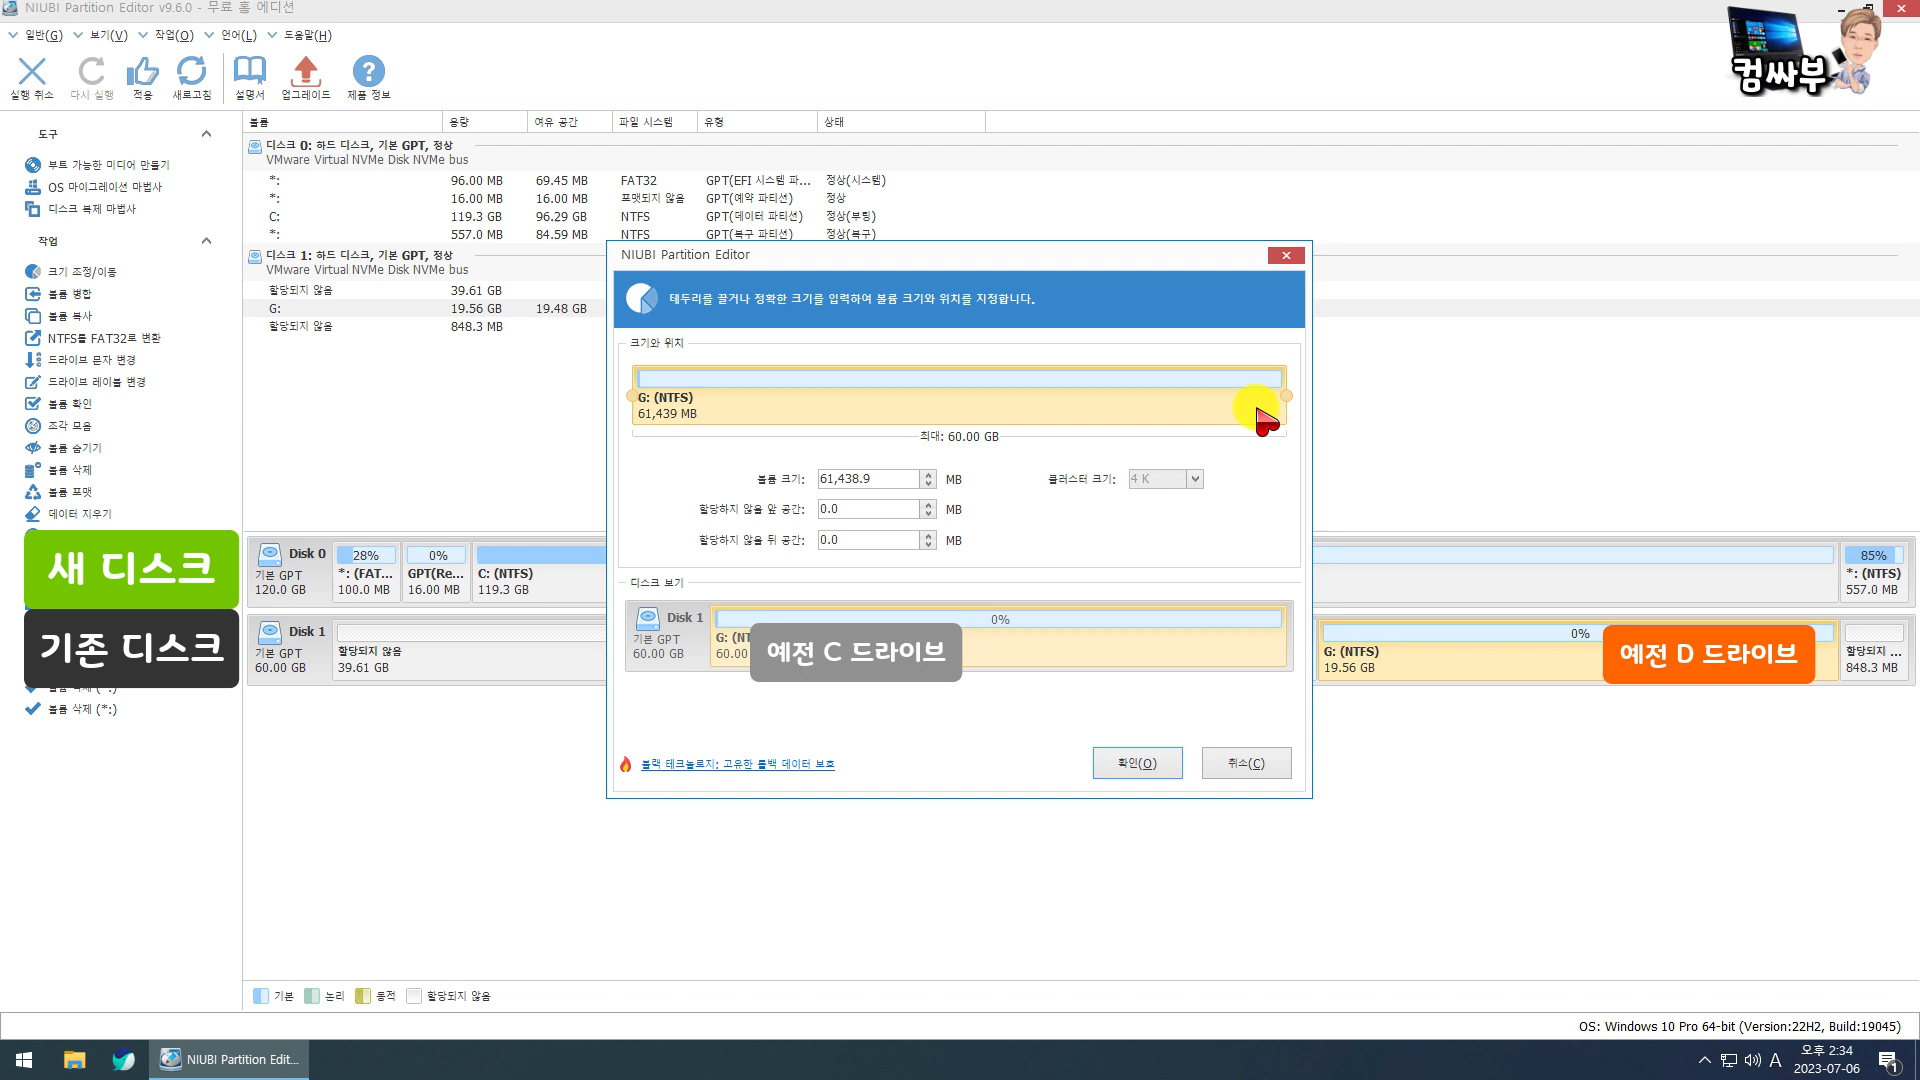 NIUBI Partition Editor v9.6.0 - 무료 홈 에디션
일반(G) 보기(V) 작업(O) 언어(L) 도움말(H)
실행 취소 다시 실행 적용 새로고침 설명서 업그레이드 제품 정보
컴싸부
도구
부트 가능한 미디어 만들기
OS 마이그레이션 마법사
디스크 복제 마법사
작업
크기 조정/이동
볼륨 병합
볼륨 복사
NTFS를 FAT32로 변환
드라이브 문자 변경
드라이브 레이블 변경
볼륨 확인
조각 모음
볼륨 숨기기
볼륨 삭제
볼륨 포맷
데이터 지우기
새 디스크
기존 디스크
볼륨 삭제 (*:)
볼륨 용량 여유 공간 파일 시스템 유형 상태
디스크 0: 하드 디스크, 기본 GPT, 정상
VMware Virtual NVMe Disk NVMe bus
*: 96.00 MB 69.45 MB FAT32 GPT(EFI 시스템 파... 정상(시스템)
*: 16.00 MB 16.00 MB 포맷되지 않음 GPT(예약 파티션) 정상
C: 119.3 GB 96.29 GB NTFS GPT(데이터 파티션) 정상(부팅)
*: 557.0 MB 84.59 MB NTFS GPT(복구 파티션) 정상(복구)
디스크 1: 하드 디스크, 기본 GPT, 정상
VMware Virtual NVMe Disk NVMe bus
할당되지 않음 39.61 GB
G: 19.56 GB 19.48 GB
할당되지 않음 848.3 MB
NIUBI Partition Editor
테두리를 끌거나 정확한 크기를 입력하여 볼륨 크기와 위치를 지정합니다.
크기와 위치
G: (NTFS)
61,439 MB
최대: 60.00 GB
볼륨 크기: 61,438.9 MB 클러스터 크기: 4 K
할당하지 않을 앞 공간: 0.0 MB
할당하지 않을 뒤 공간: 0.0 MB
디스크 보기
Disk 1
기본 GPT
60.00 GB
0%
G: (NT
60.00
예전 C 드라이브
블랙 테크놀로지: 고유한 롤백 데이터 보호
확인(O) 취소(C)
Disk 0
기본 GPT
120.0 GB
28%
*: (FAT...
100.0 MB
0%
GPT(Re...
16.00 MB
C: (NTFS)
119.3 GB
85%
*: (NTFS)
557.0 MB
Disk 1
기본 GPT
60.00 GB
할당되지 않음
39.61 GB
0%
G: (NTFS)
19.56 GB
예전 D 드라이브
할당되지 ...
848.3 MB
기본 논리 동적 할당되지 않음
OS: Windows 10 Pro 64-bit (Version:22H2, Build:19045)
NIUBI Partition Edit...
A
오후 2:34
2023-07-06
1